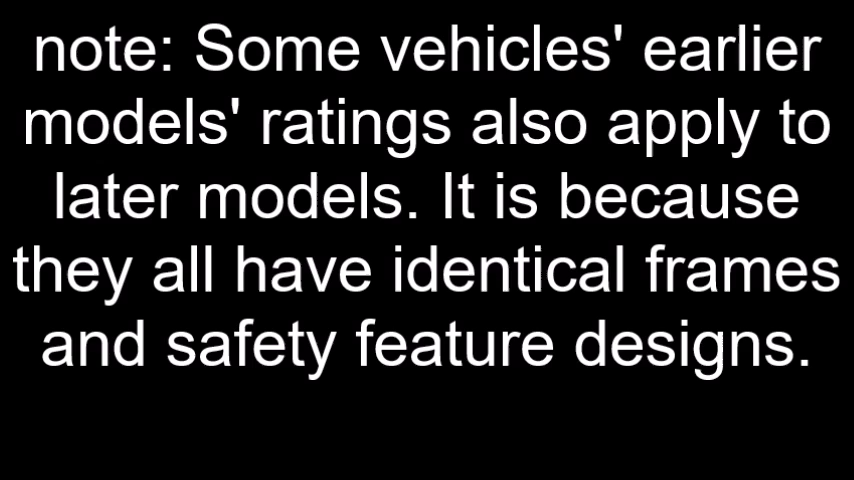 note: Some vehicles' earlier
models' ratings also apply to
later models. It is because
they all have identical frames
and safety feature designs.